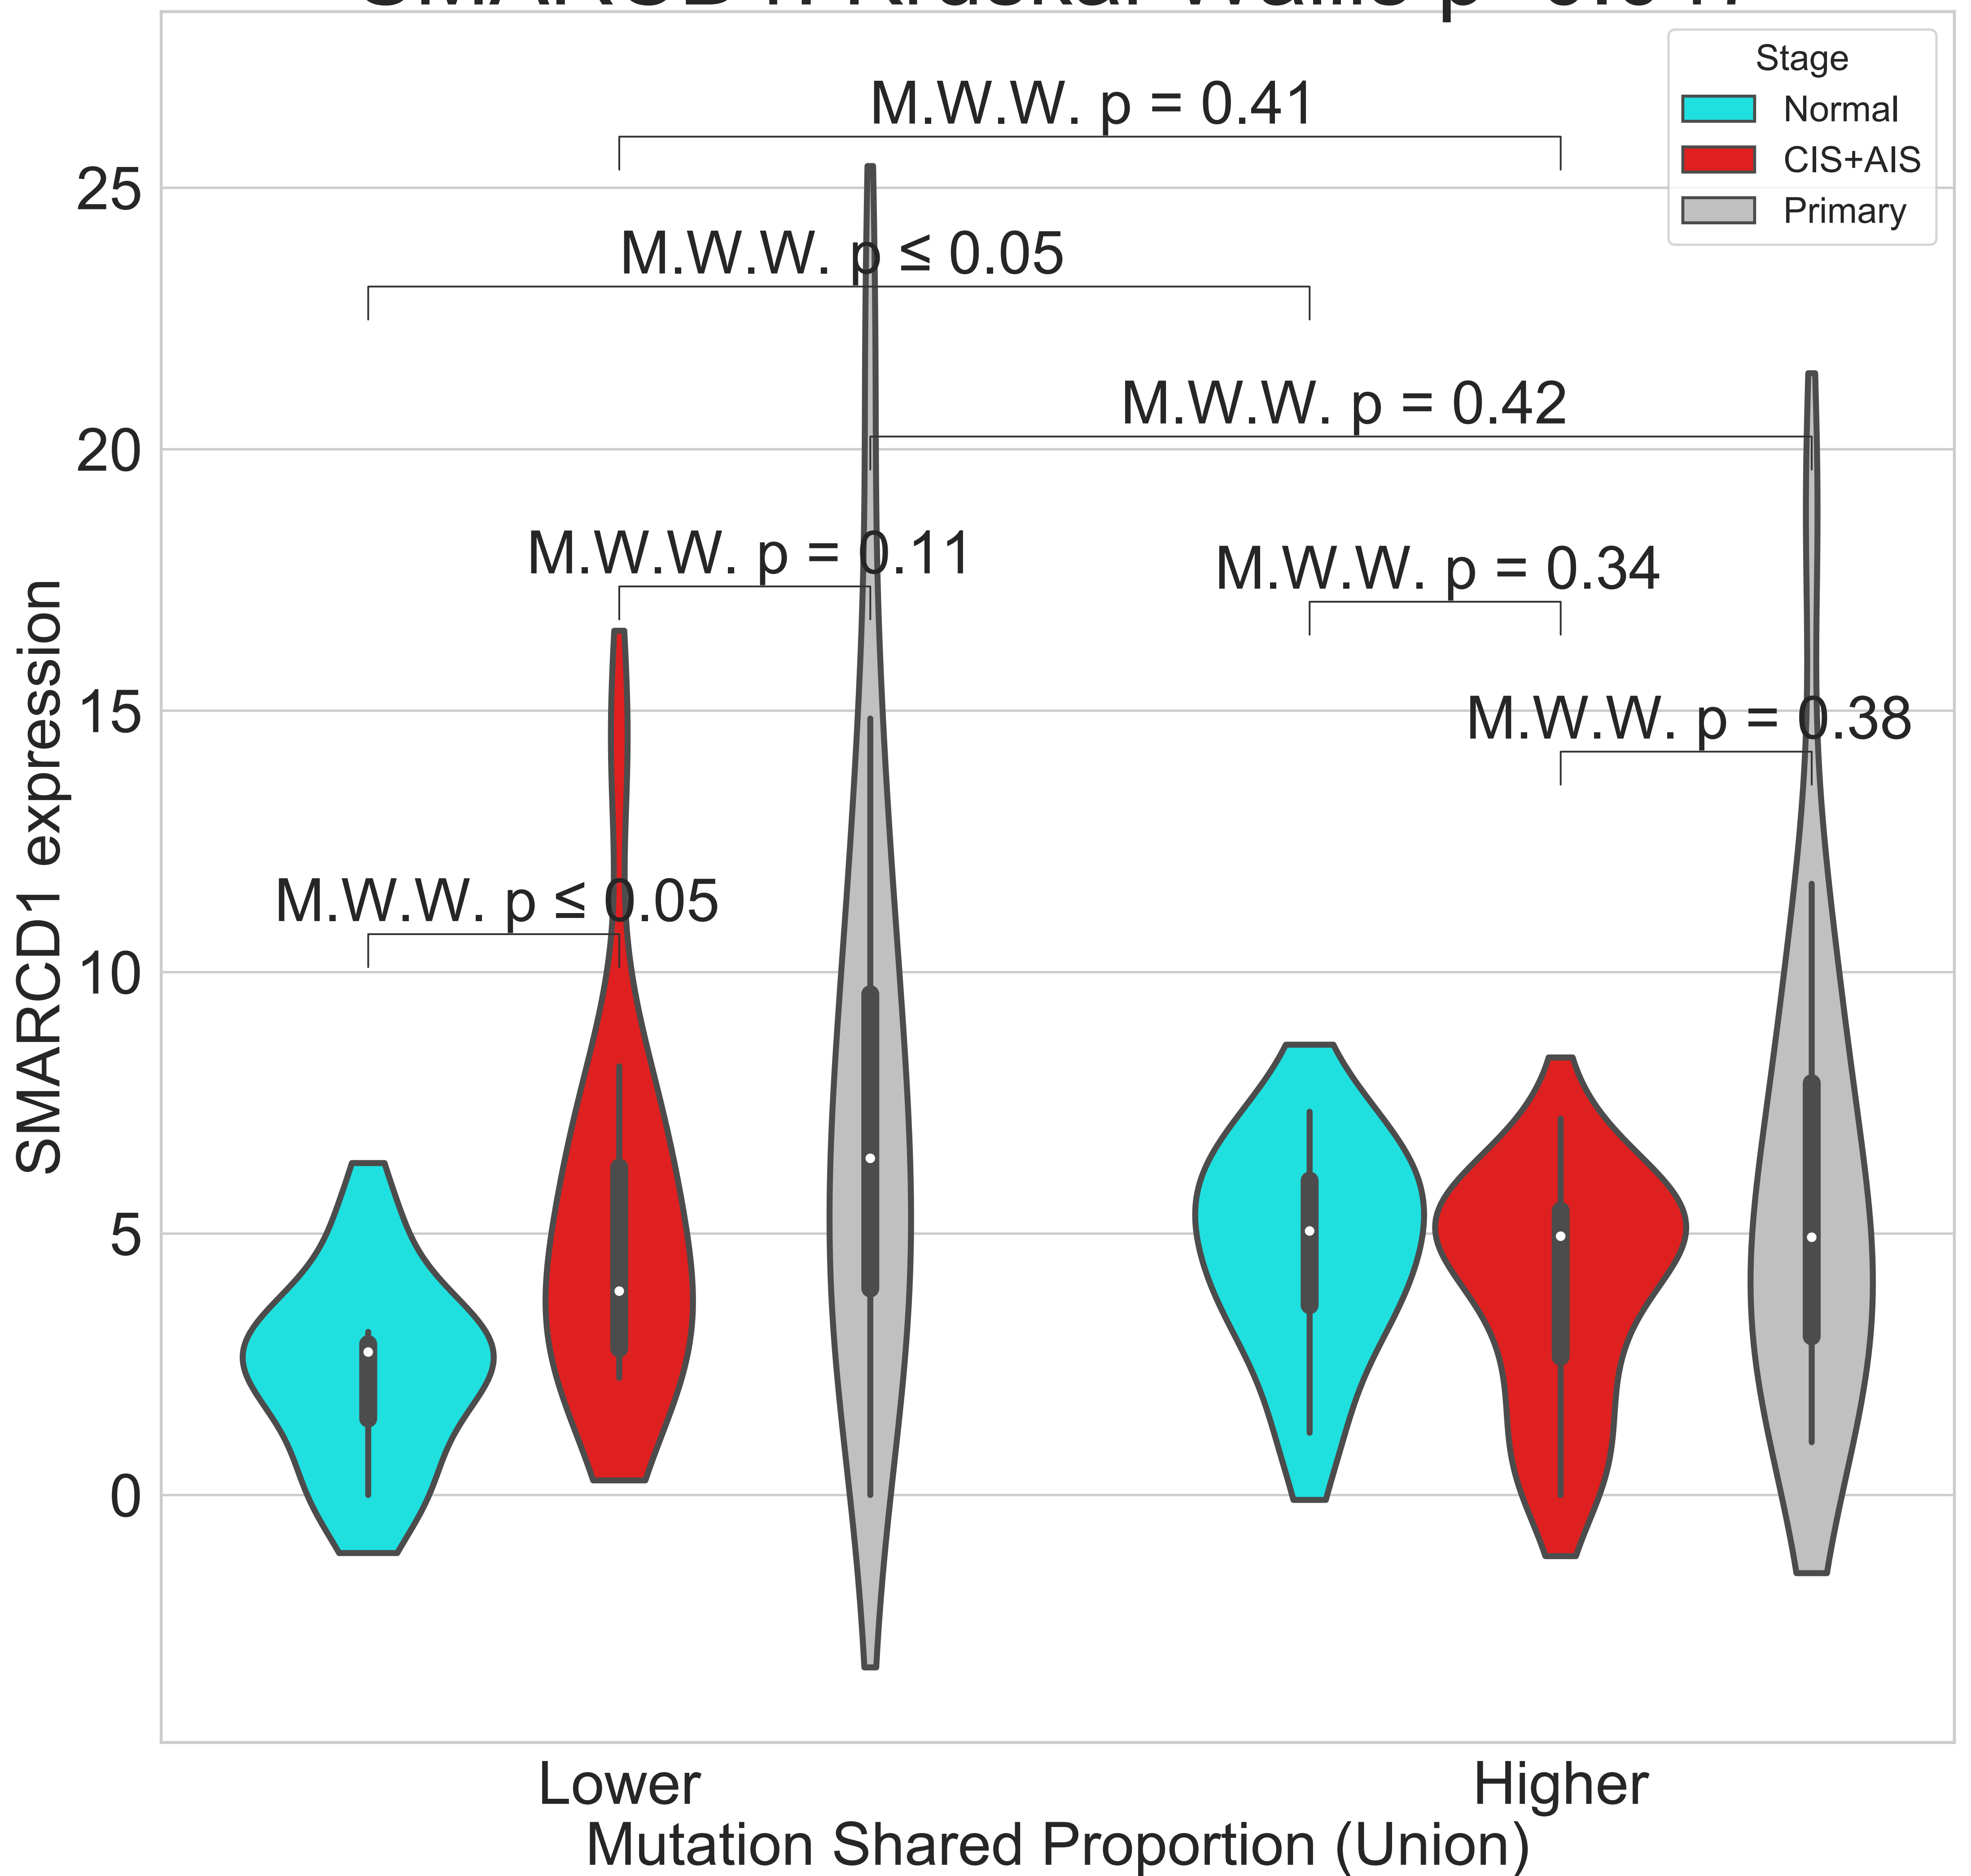 Stage
Normal
CIS+AIS
Primary
M.W.W. p = 0.41
M.W.W. p ≤ 0.05
M.W.W. p = 0.42
M.W.W. p = 0.11
M.W.W. p = 0.34
M.W.W. p = 0.38
M.W.W. p ≤ 0.05
25
20
15
10
5
0
SMARCD1 expression
Lower
Higher
Mutation Shared Proportion (Union)